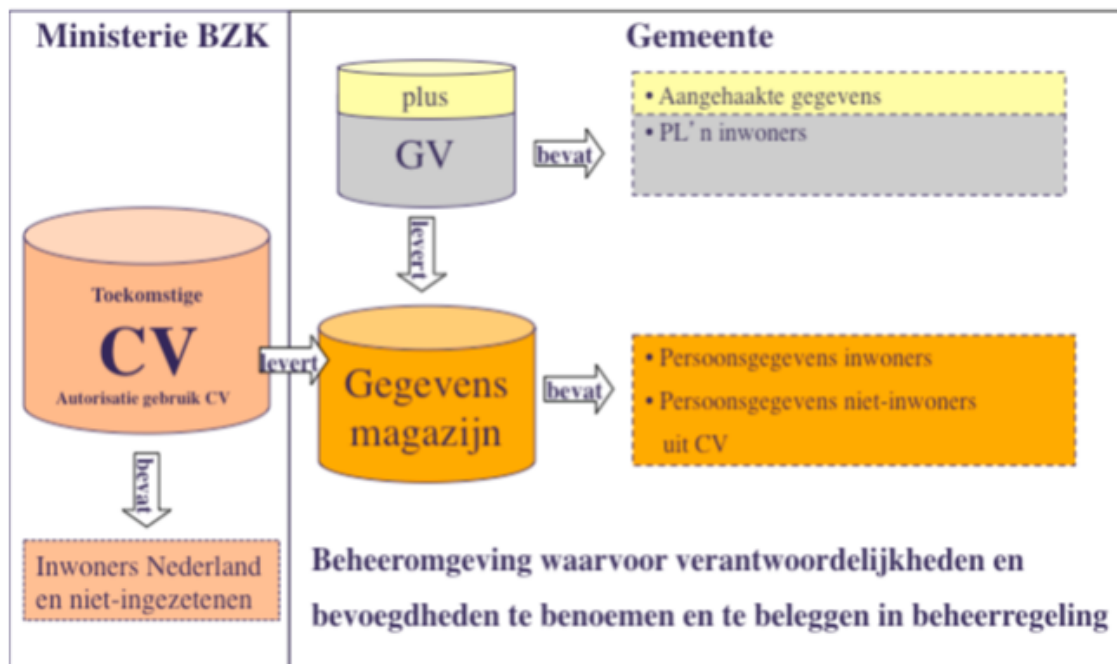 Ministerie BZK
Gemeente
plus
GV
bevat
• Aangehaakte gegevens
• PL’n inwoners
levert
Toekomstige
CV
Autorisatie gebruik CV
levert
Gegevens
magazijn
bevat
• Persoonsgegevens inwoners
• Persoonsgegevens niet-inwoners
uit CV
bevat
Inwoners Nederland
en niet-ingezetenen
Beheeromgeving waarvoor verantwoordelijkheden en
bevoegdheden te benoemen en te beleggen in beheerregeling